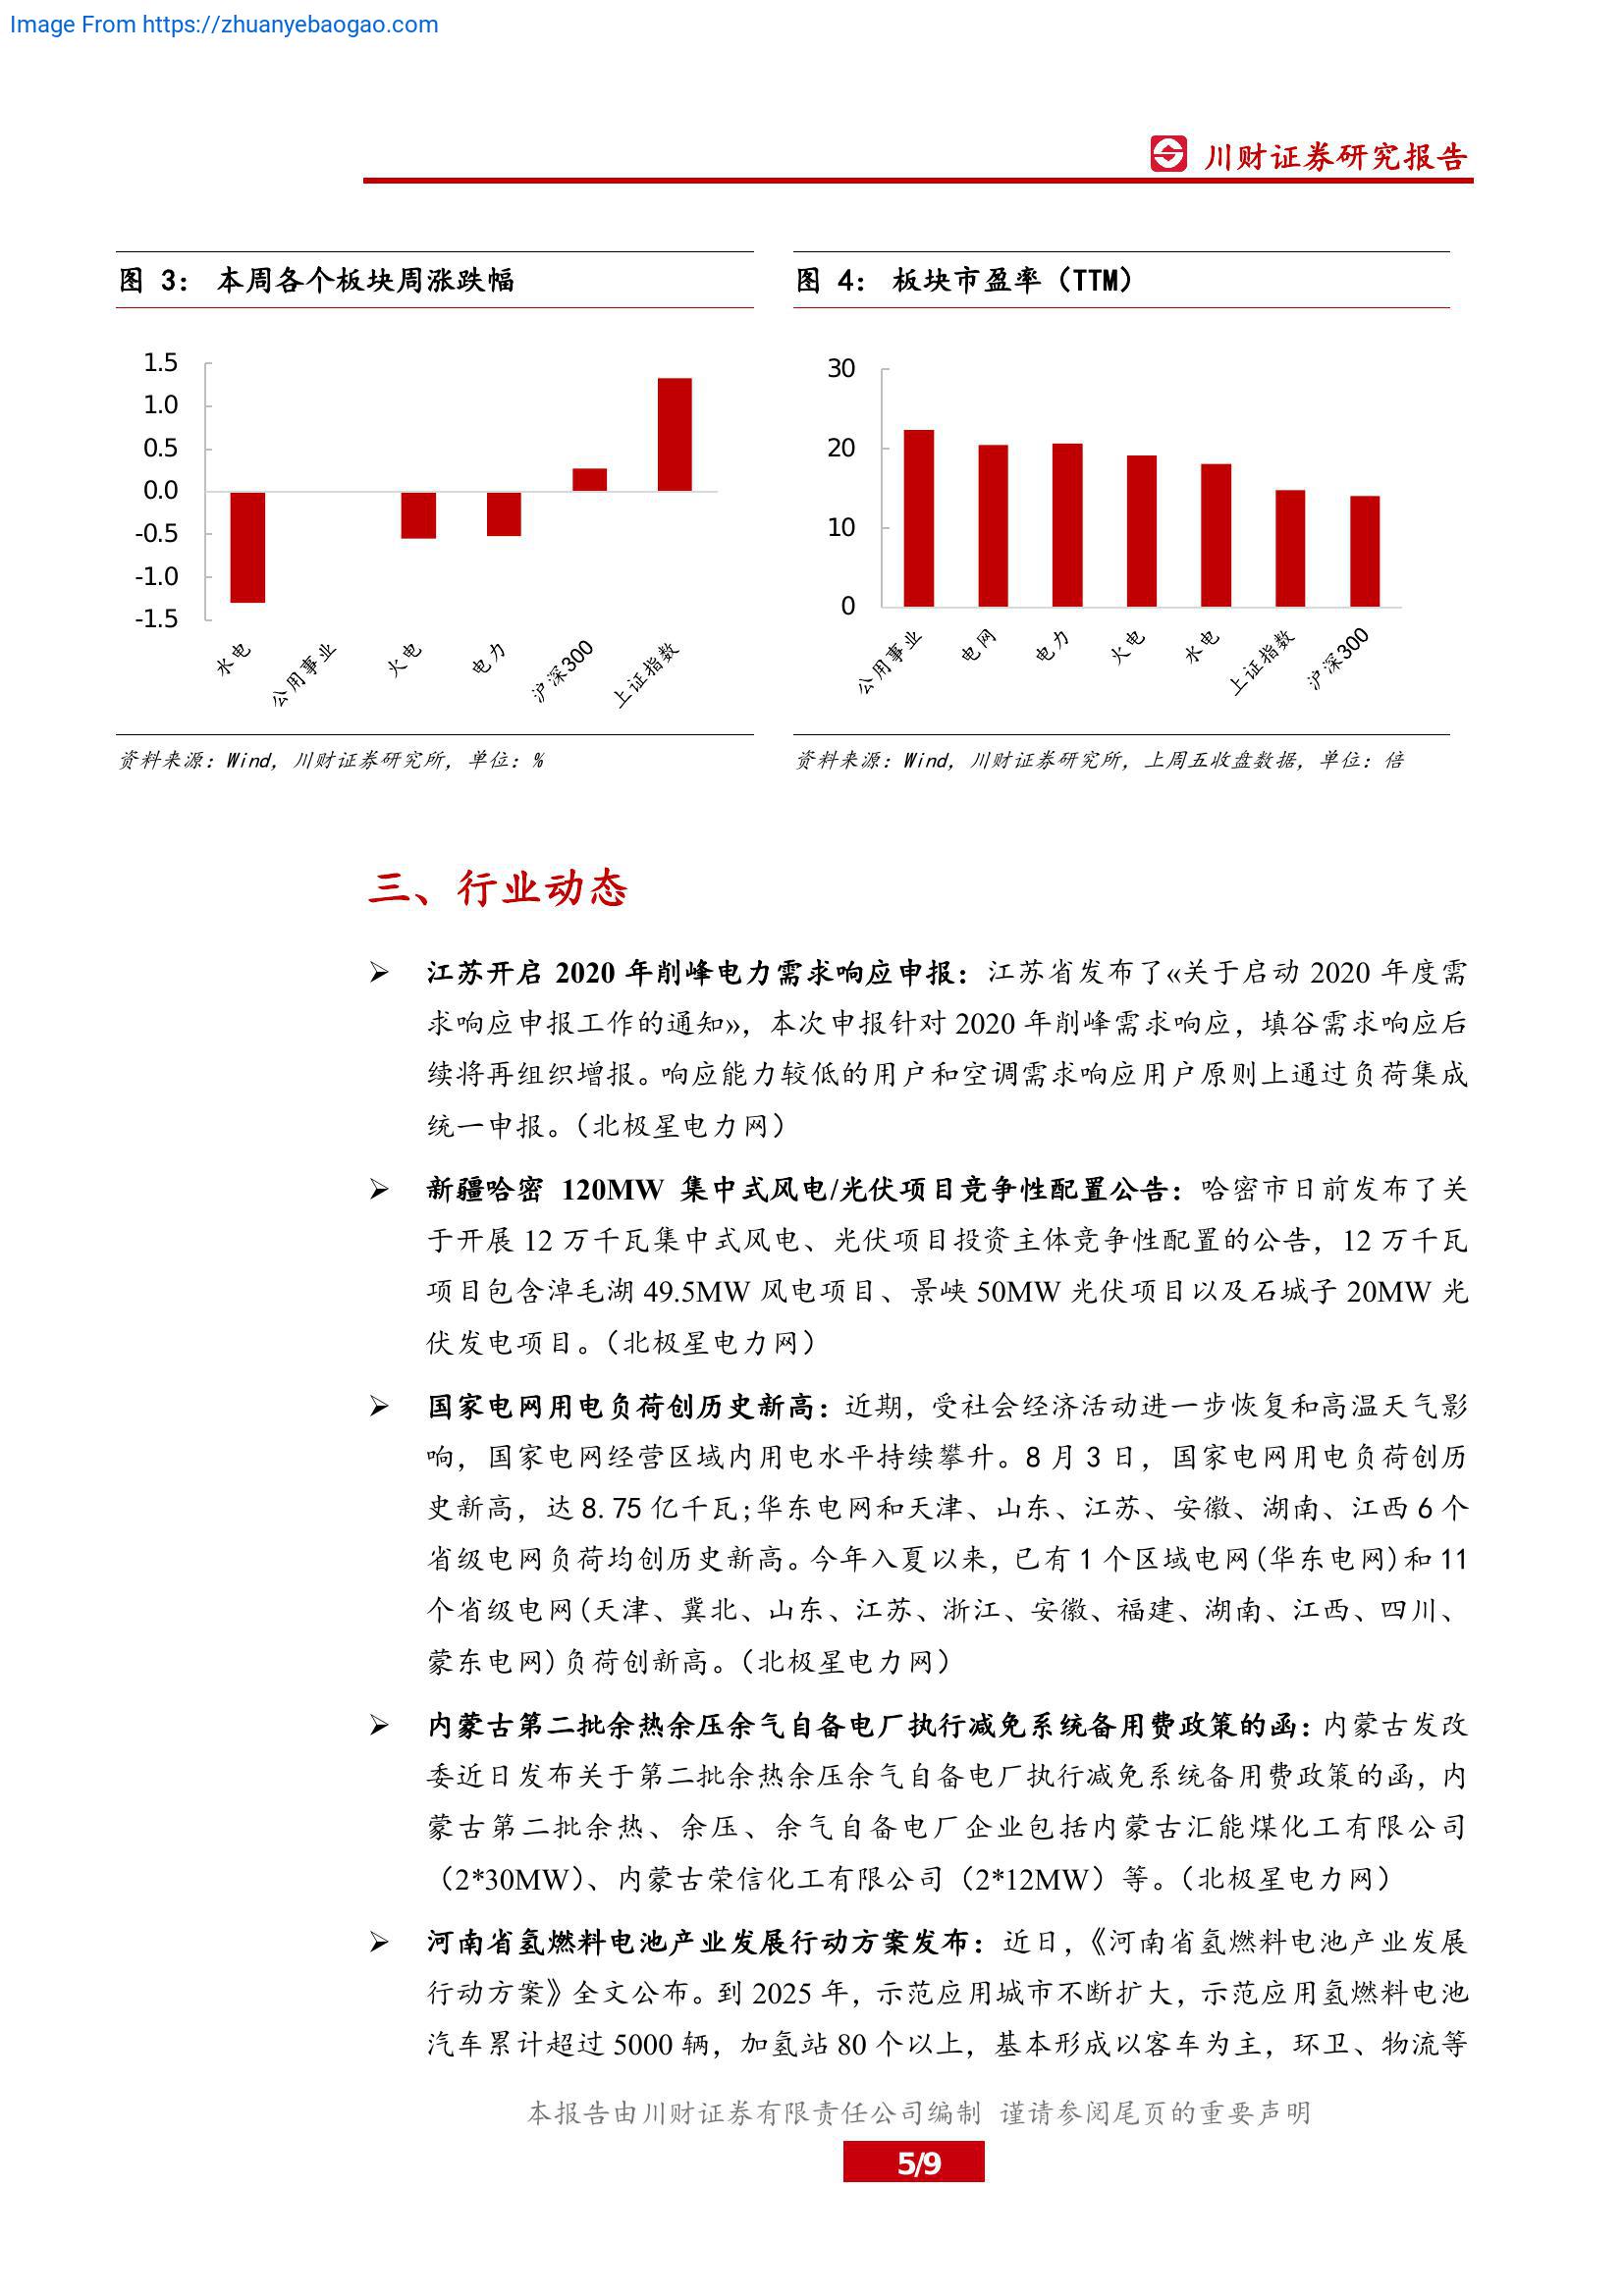 Image From https://zhuanyebaogao.com
川财证券研究报告
图 3： 本周各个板块周涨跌幅
1.5
1.0
0.5
0.0
-0.5
-1.0
-1.5
水电
公用事业
火电
电力
沪深300
上证指数
资料来源：Wind，川财证券研究所，单位：%
图 4： 板块市盈率（TTM）
30
20
10
0
公用事业
电网
电力
火电
水电
上证指数
沪深300
资料来源：Wind，川财证券研究所，上周五收盘数据，单位：倍
三、行业动态
➢ 江苏开启 2020 年削峰电力需求响应申报：江苏省发布了«关于启动 2020 年度需
求响应申报工作的通知»，本次申报针对 2020 年削峰需求响应，填谷需求响应后
续将再组织增报。响应能力较低的用户和空调需求响应用户原则上通过负荷集成
统一申报。（北极星电力网）
➢ 新疆哈密 120MW 集中式风电/光伏项目竞争性配置公告：哈密市日前发布了关
于开展 12 万千瓦集中式风电、光伏项目投资主体竞争性配置的公告，12 万千瓦
项目包含淖毛湖 49.5MW 风电项目、景峡 50MW 光伏项目以及石城子 20MW 光
伏发电项目。（北极星电力网）
➢ 国家电网用电负荷创历史新高：近期，受社会经济活动进一步恢复和高温天气影
响，国家电网经营区域内用电水平持续攀升。8 月 3 日，国家电网用电负荷创历
史新高，达 8.75 亿千瓦;华东电网和天津、山东、江苏、安徽、湖南、江西 6 个
省级电网负荷均创历史新高。今年入夏以来，已有 1 个区域电网(华东电网)和 11
个省级电网(天津、冀北、山东、江苏、浙江、安徽、福建、湖南、江西、四川、
蒙东电网)负荷创新高。（北极星电力网）
➢ 内蒙古第二批余热余压余气自备电厂执行减免系统备用费政策的函：内蒙古发改
委近日发布关于第二批余热余压余气自备电厂执行减免系统备用费政策的函，内
蒙古第二批余热、余压、余气自备电厂企业包括内蒙古汇能煤化工有限公司
（2*30MW）、内蒙古荣信化工有限公司（2*12MW）等。（北极星电力网）
➢ 河南省氢燃料电池产业发展行动方案发布：近日，《河南省氢燃料电池产业发展
行动方案》全文公布。到 2025 年，示范应用城市不断扩大，示范应用氢燃料电池
汽车累计超过 5000 辆，加氢站 80 个以上，基本形成以客车为主，环卫、物流等
本报告由川财证券有限责任公司编制 谨请参阅尾页的重要声明
5/9